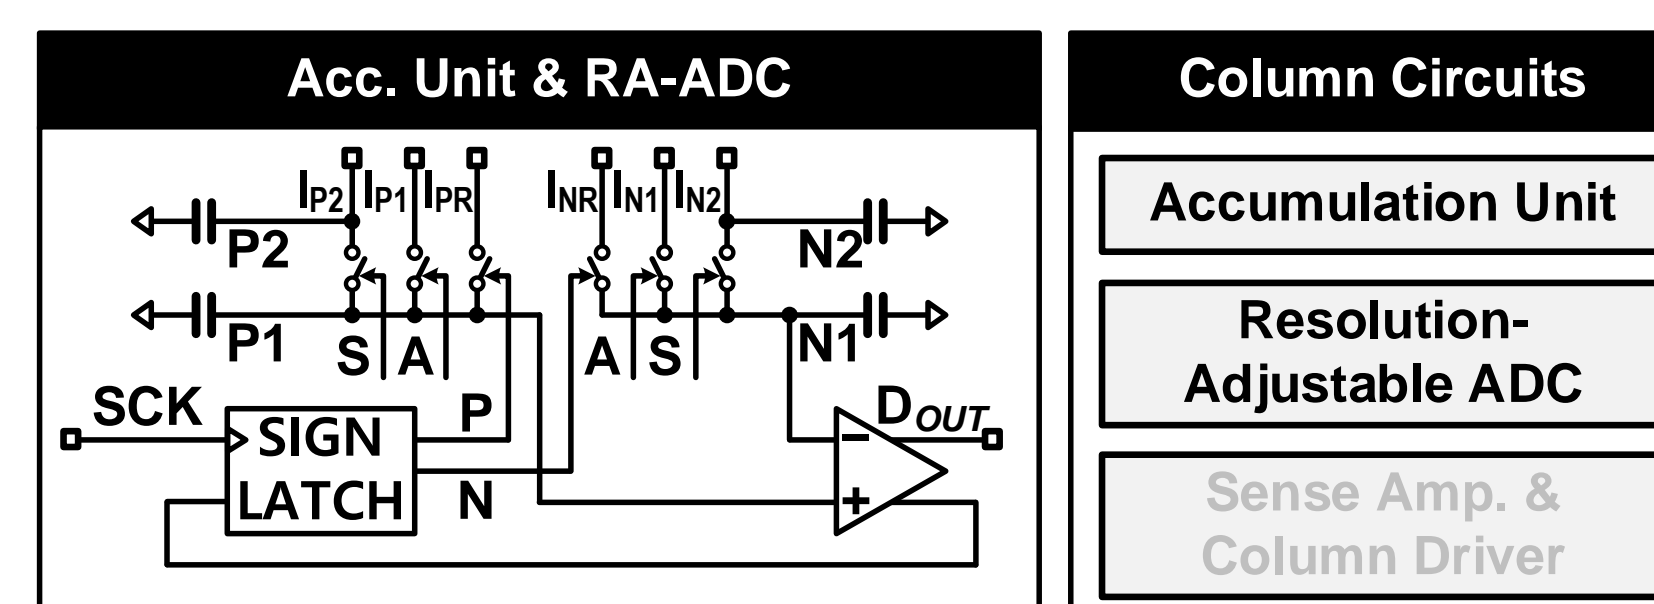 Acc. Unit & RA-ADC
IP2 IP1 IPR INR IN1 IN2
P2 N2
P1 S A A S N1
SCK P DOUT
SIGN
LATCH N
Column Circuits
Accumulation Unit
Resolution-
Adjustable ADC
Sense Amp. &
Column Driver